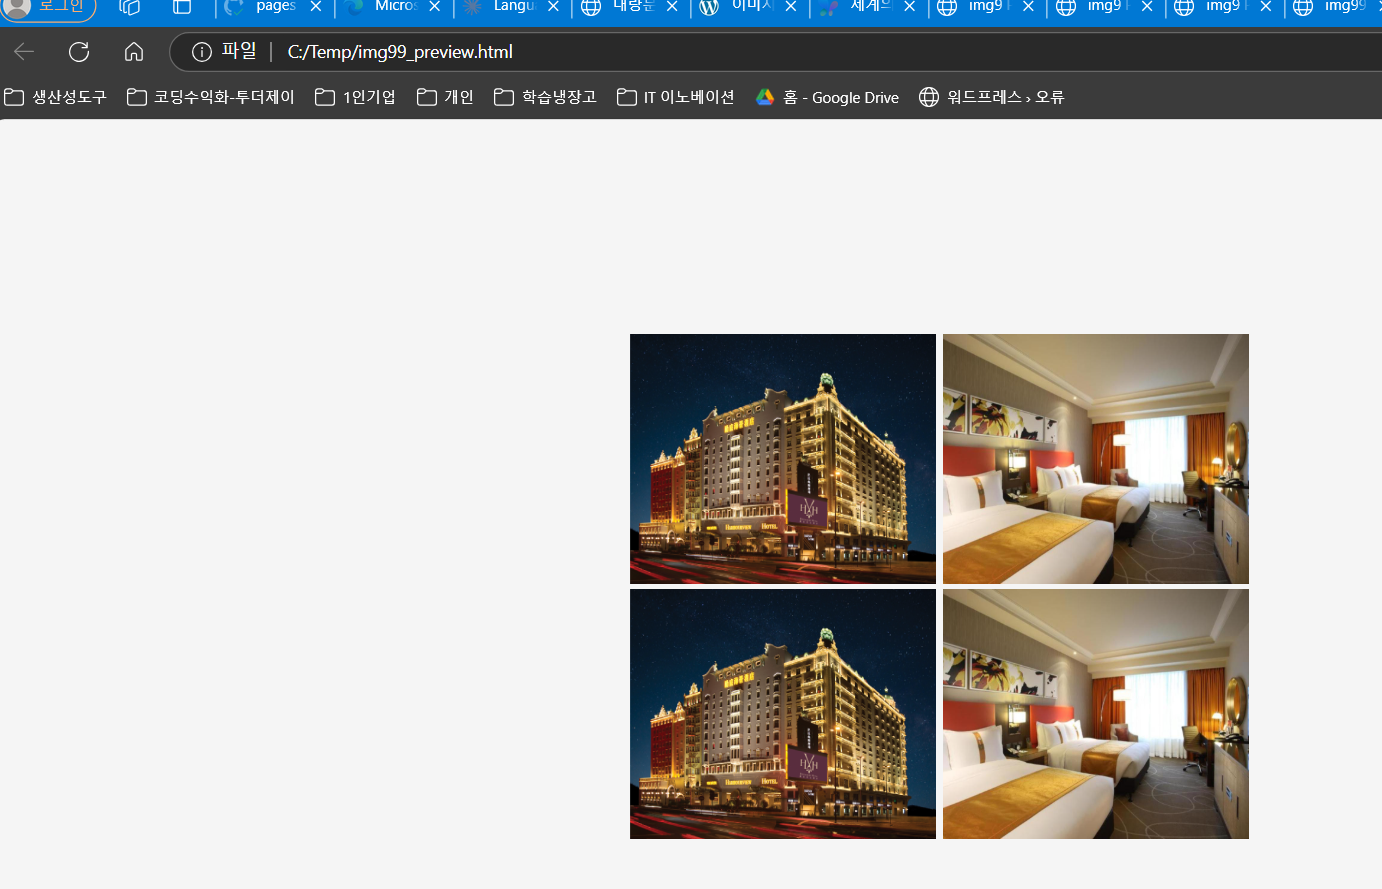 로그인
pages
Micros
Langu
대량문
이미지
세계의
img9
img9
img9
img99
파일 | C:/Temp/img99_preview.html
생산성도구 코딩수익화-투더제이 1인기업 개인 학습냉장고 IT 이노베이션 홈 - Google Drive 워드프레스 › 오류
HARBOURVIEW HOTEL
HARBOURVIEW HOTEL